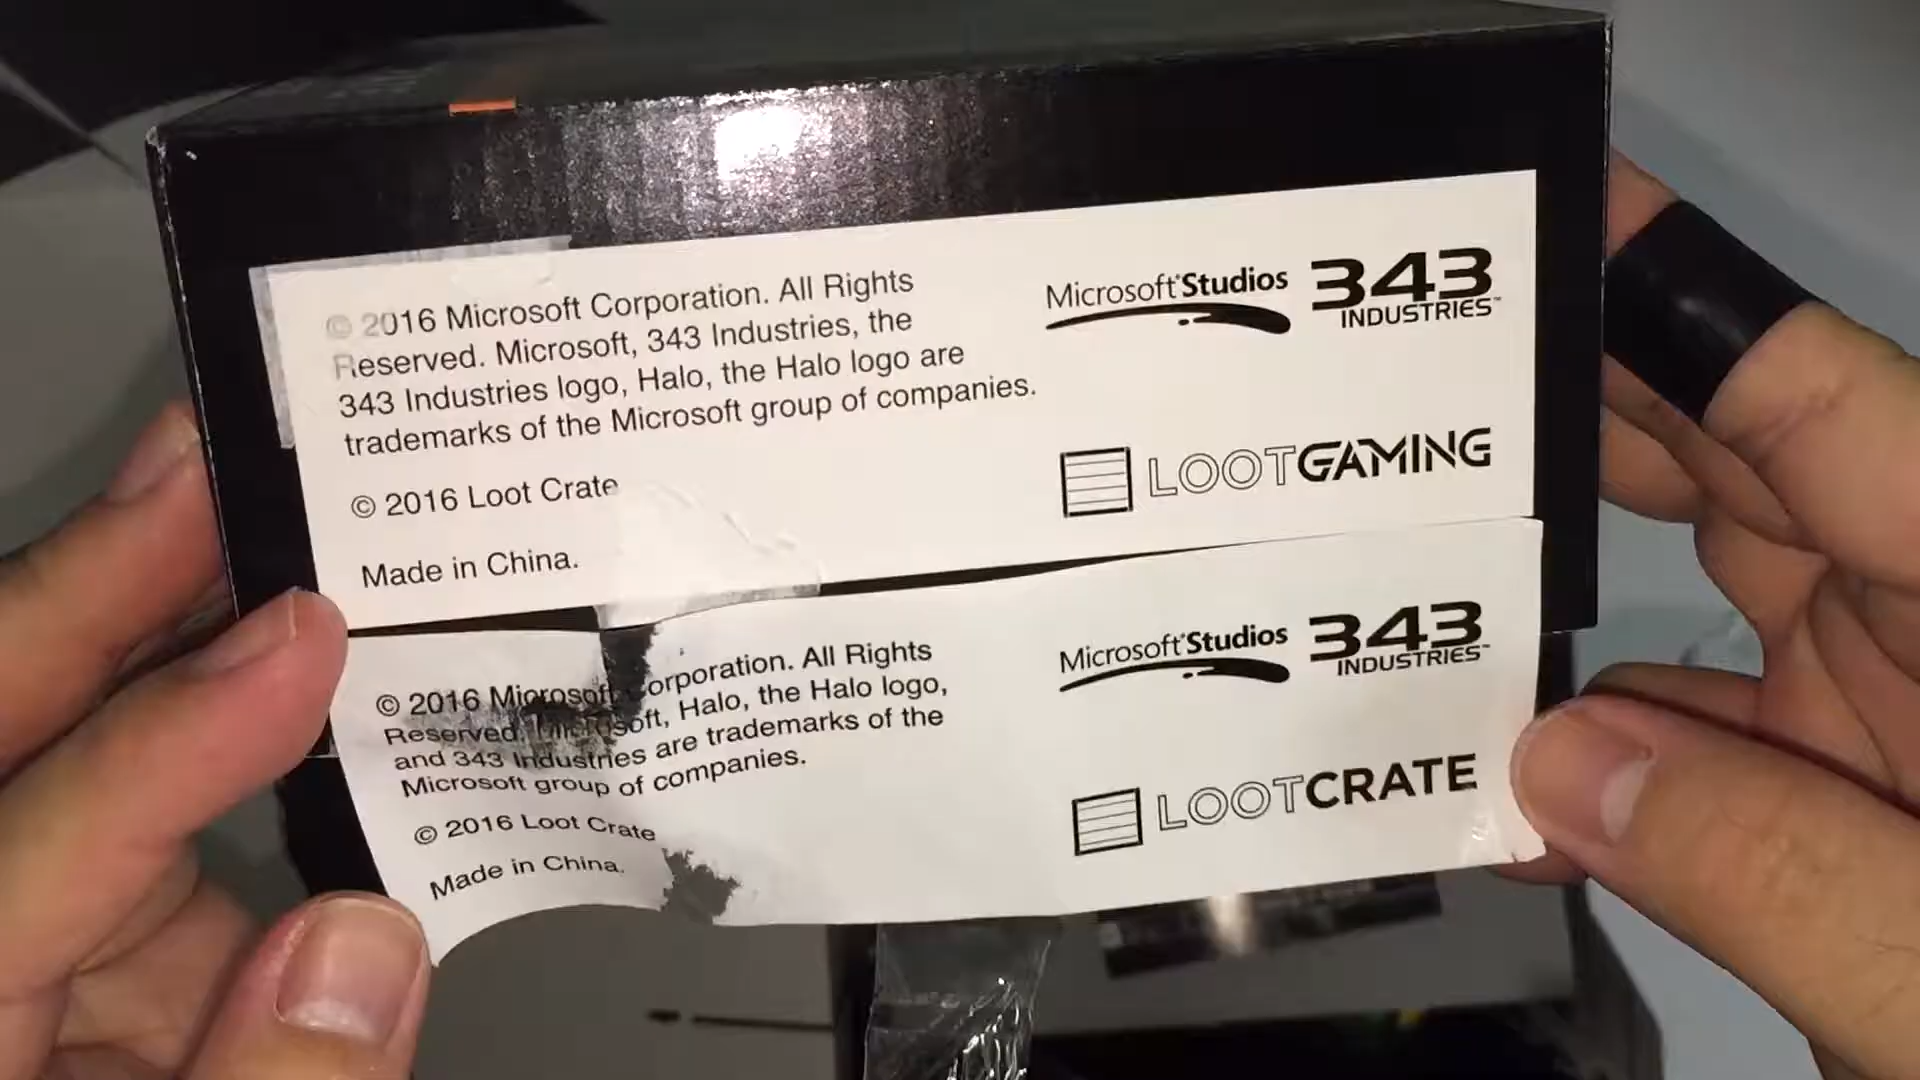 © 2016 Microsoft Corporation. All Rights
Reserved. Microsoft, 343 Industries, the
343 Industries logo, Halo, the Halo logo are
trademarks of the Microsoft group of companies.
© 2016 Loot Crate
Made in China.
Microsoft® Studios
343
INDUSTRIES™
LOOTGAMING
© 2016 Microsoft Corporation. All Rights
Reserved. Microsoft, Halo, the Halo logo,
and 343 Industries are trademarks of the
Microsoft group of companies.
© 2016 Loot Crate
Made in China.
Microsoft® Studios
343
INDUSTRIES™
LOOTCRATE